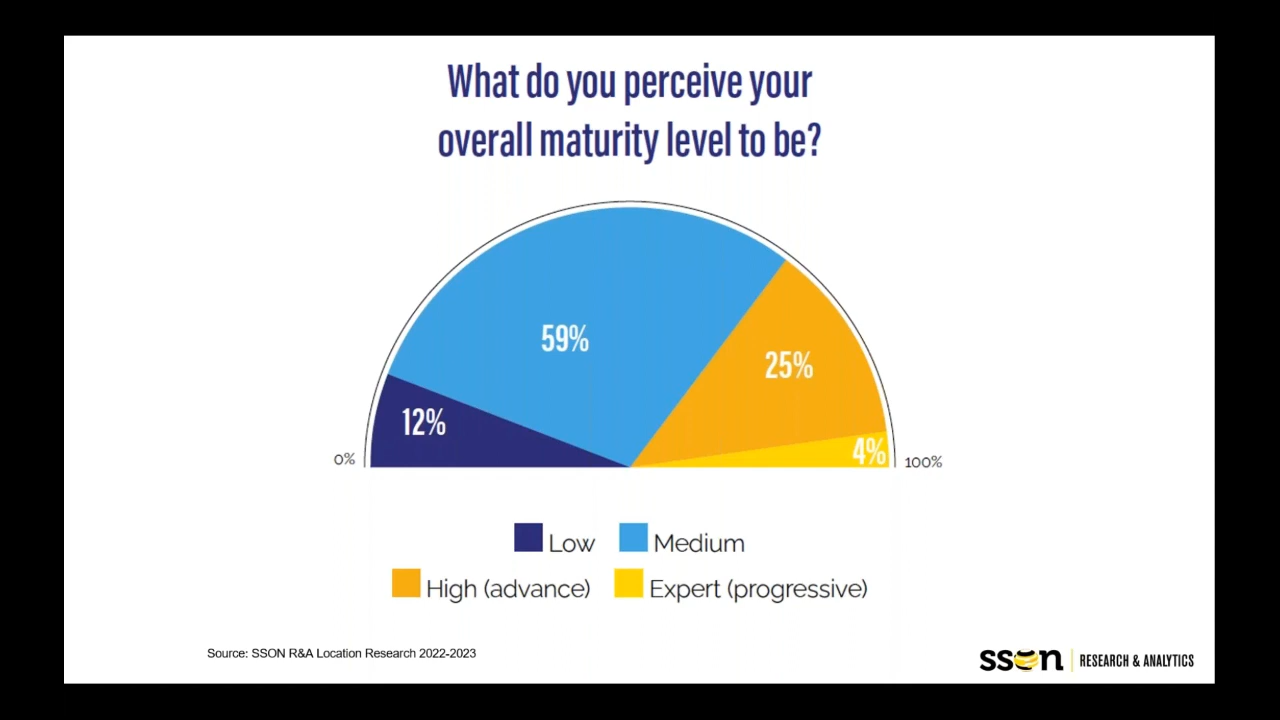 What do you perceive your
overall maturity level to be?
59%
25%
12%
4%
0%
100%
Low
Medium
High (advance)
Expert (progressive)
Source: SSON R&A Location Research 2022-2023
sson RESEARCH & ANALYTICS